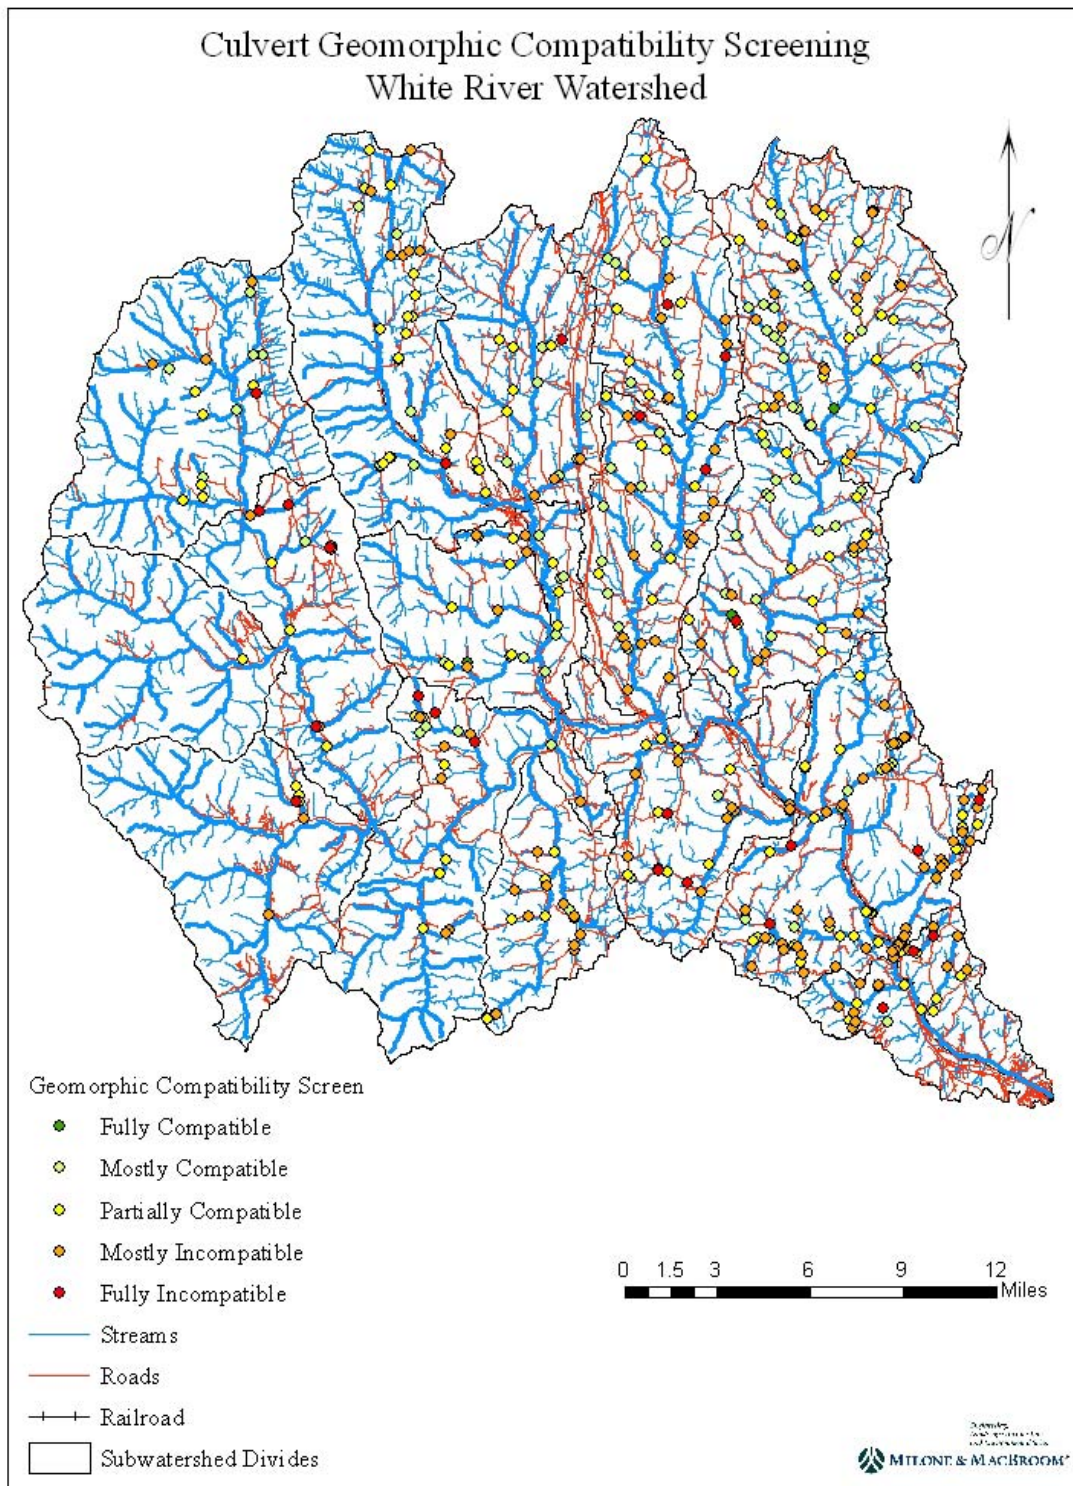 Culvert Geomorphic Compatibility Screening
White River Watershed
N
Geomorphic Compatibility Screen
Fully Compatible
Mostly Compatible
Partially Compatible
Mostly Incompatible
Fully Incompatible
Streams
Roads
Railroad
Subwatershed Divides
0 1.5 3 6 9 12
Miles
MILONE & MACBROOM®